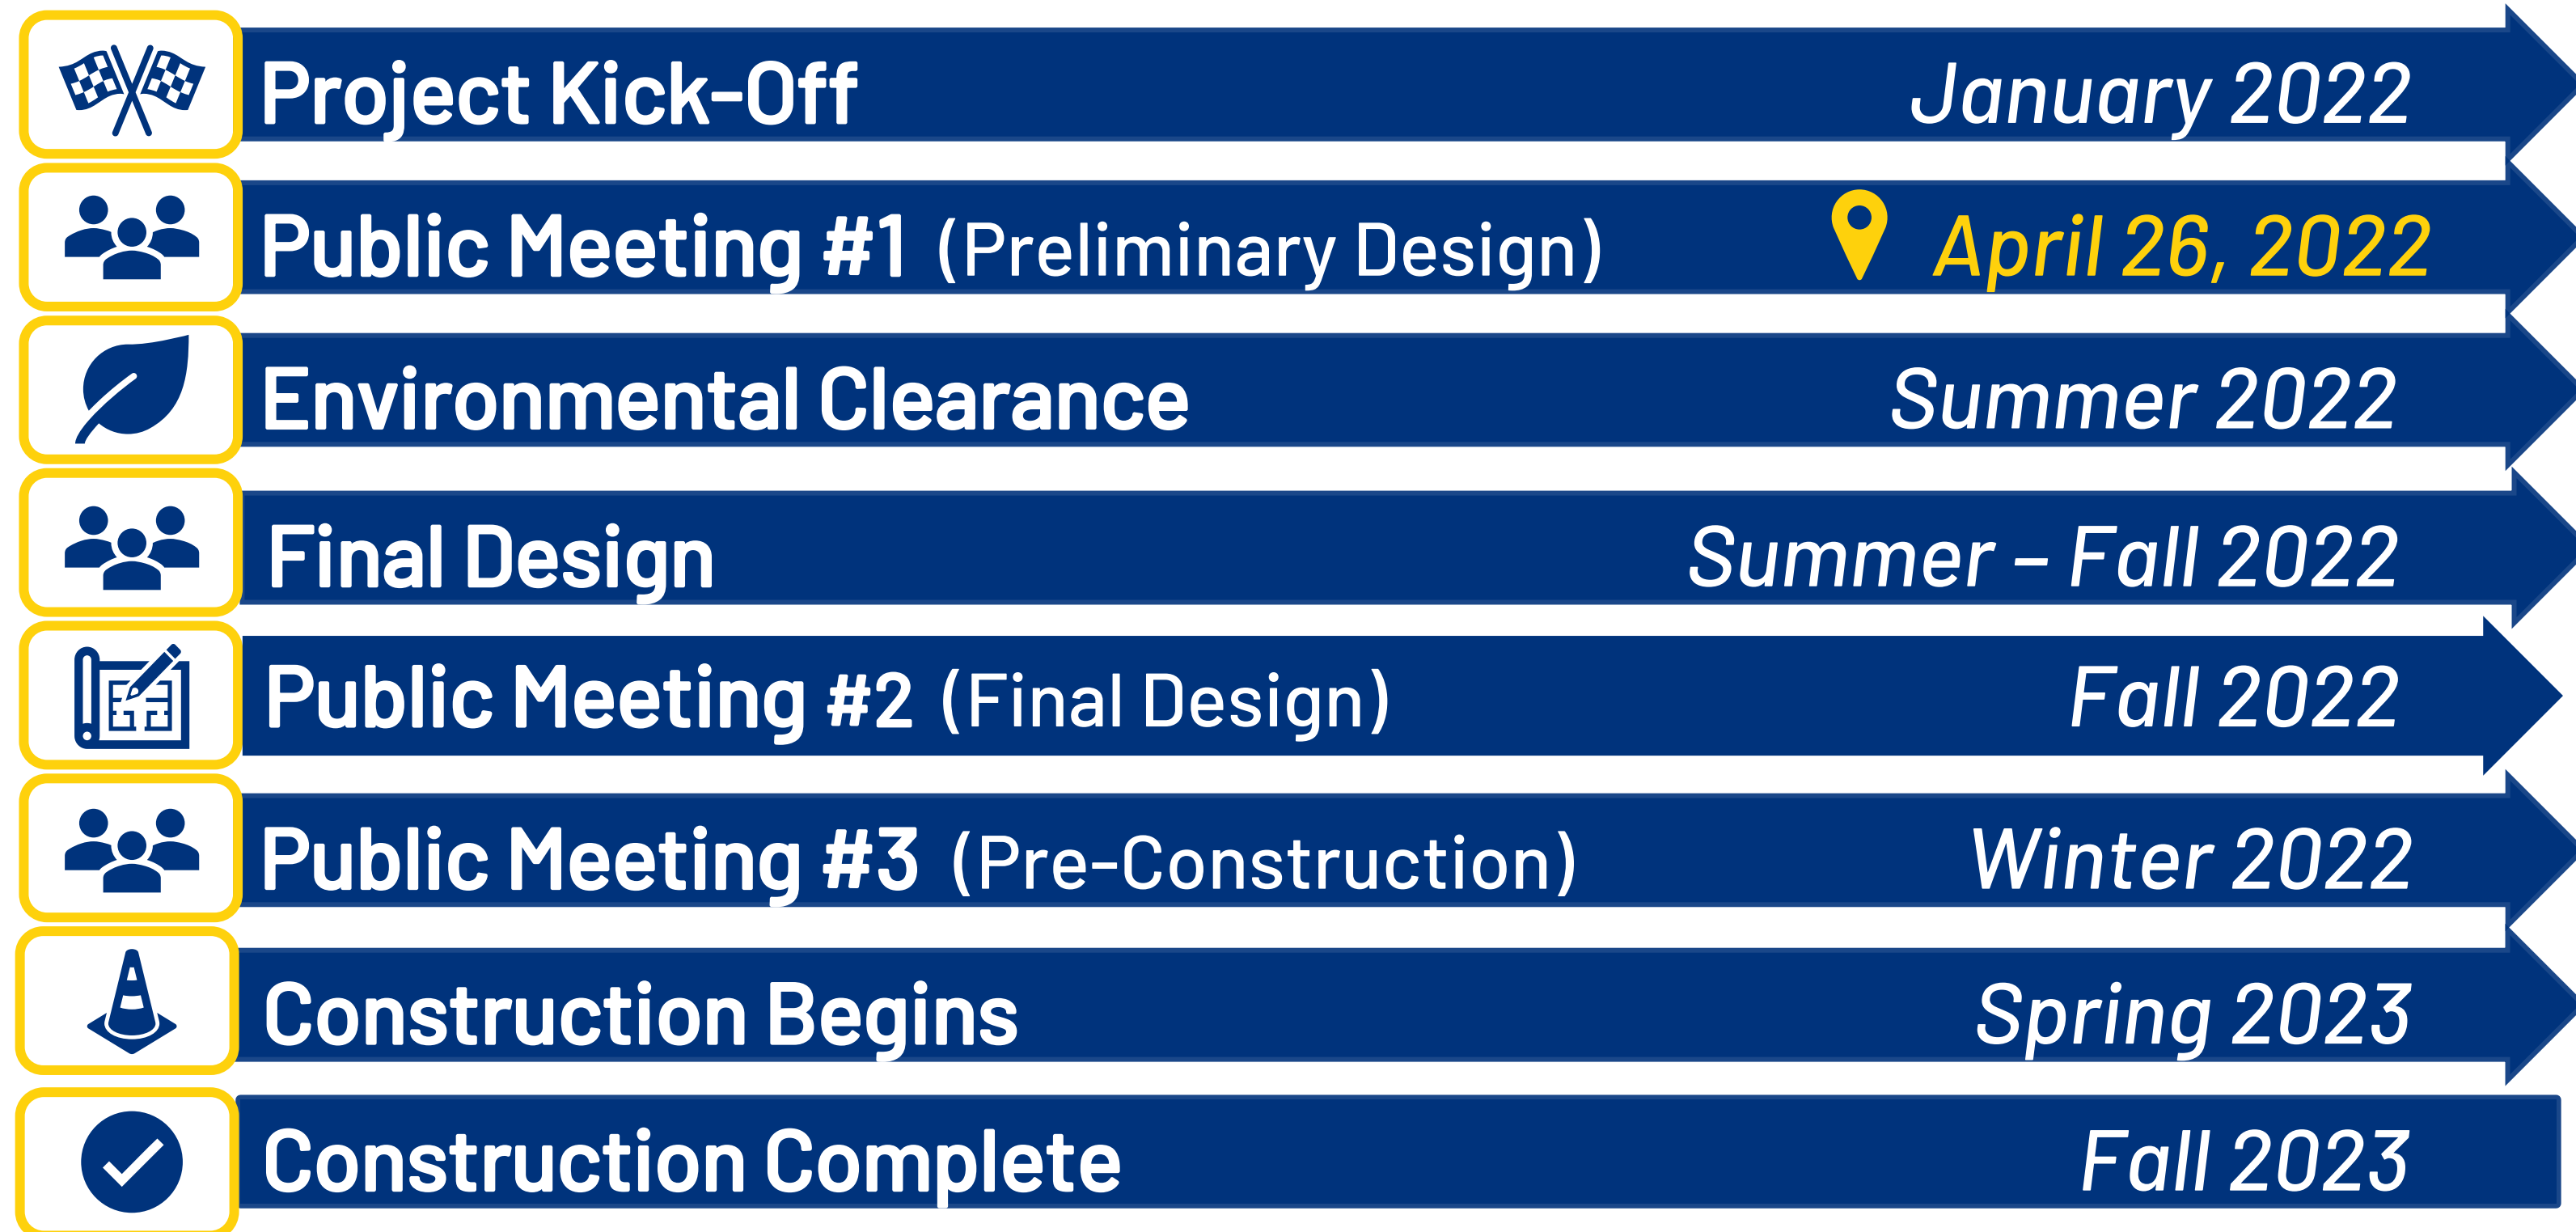 Project Kick-Off January 2022
Public Meeting #1 (Preliminary Design) April 26, 2022
Environmental Clearance Summer 2022
Final Design Summer – Fall 2022
Public Meeting #2 (Final Design) Fall 2022
Public Meeting #3 (Pre-Construction) Winter 2022
Construction Begins Spring 2023
Construction Complete Fall 2023